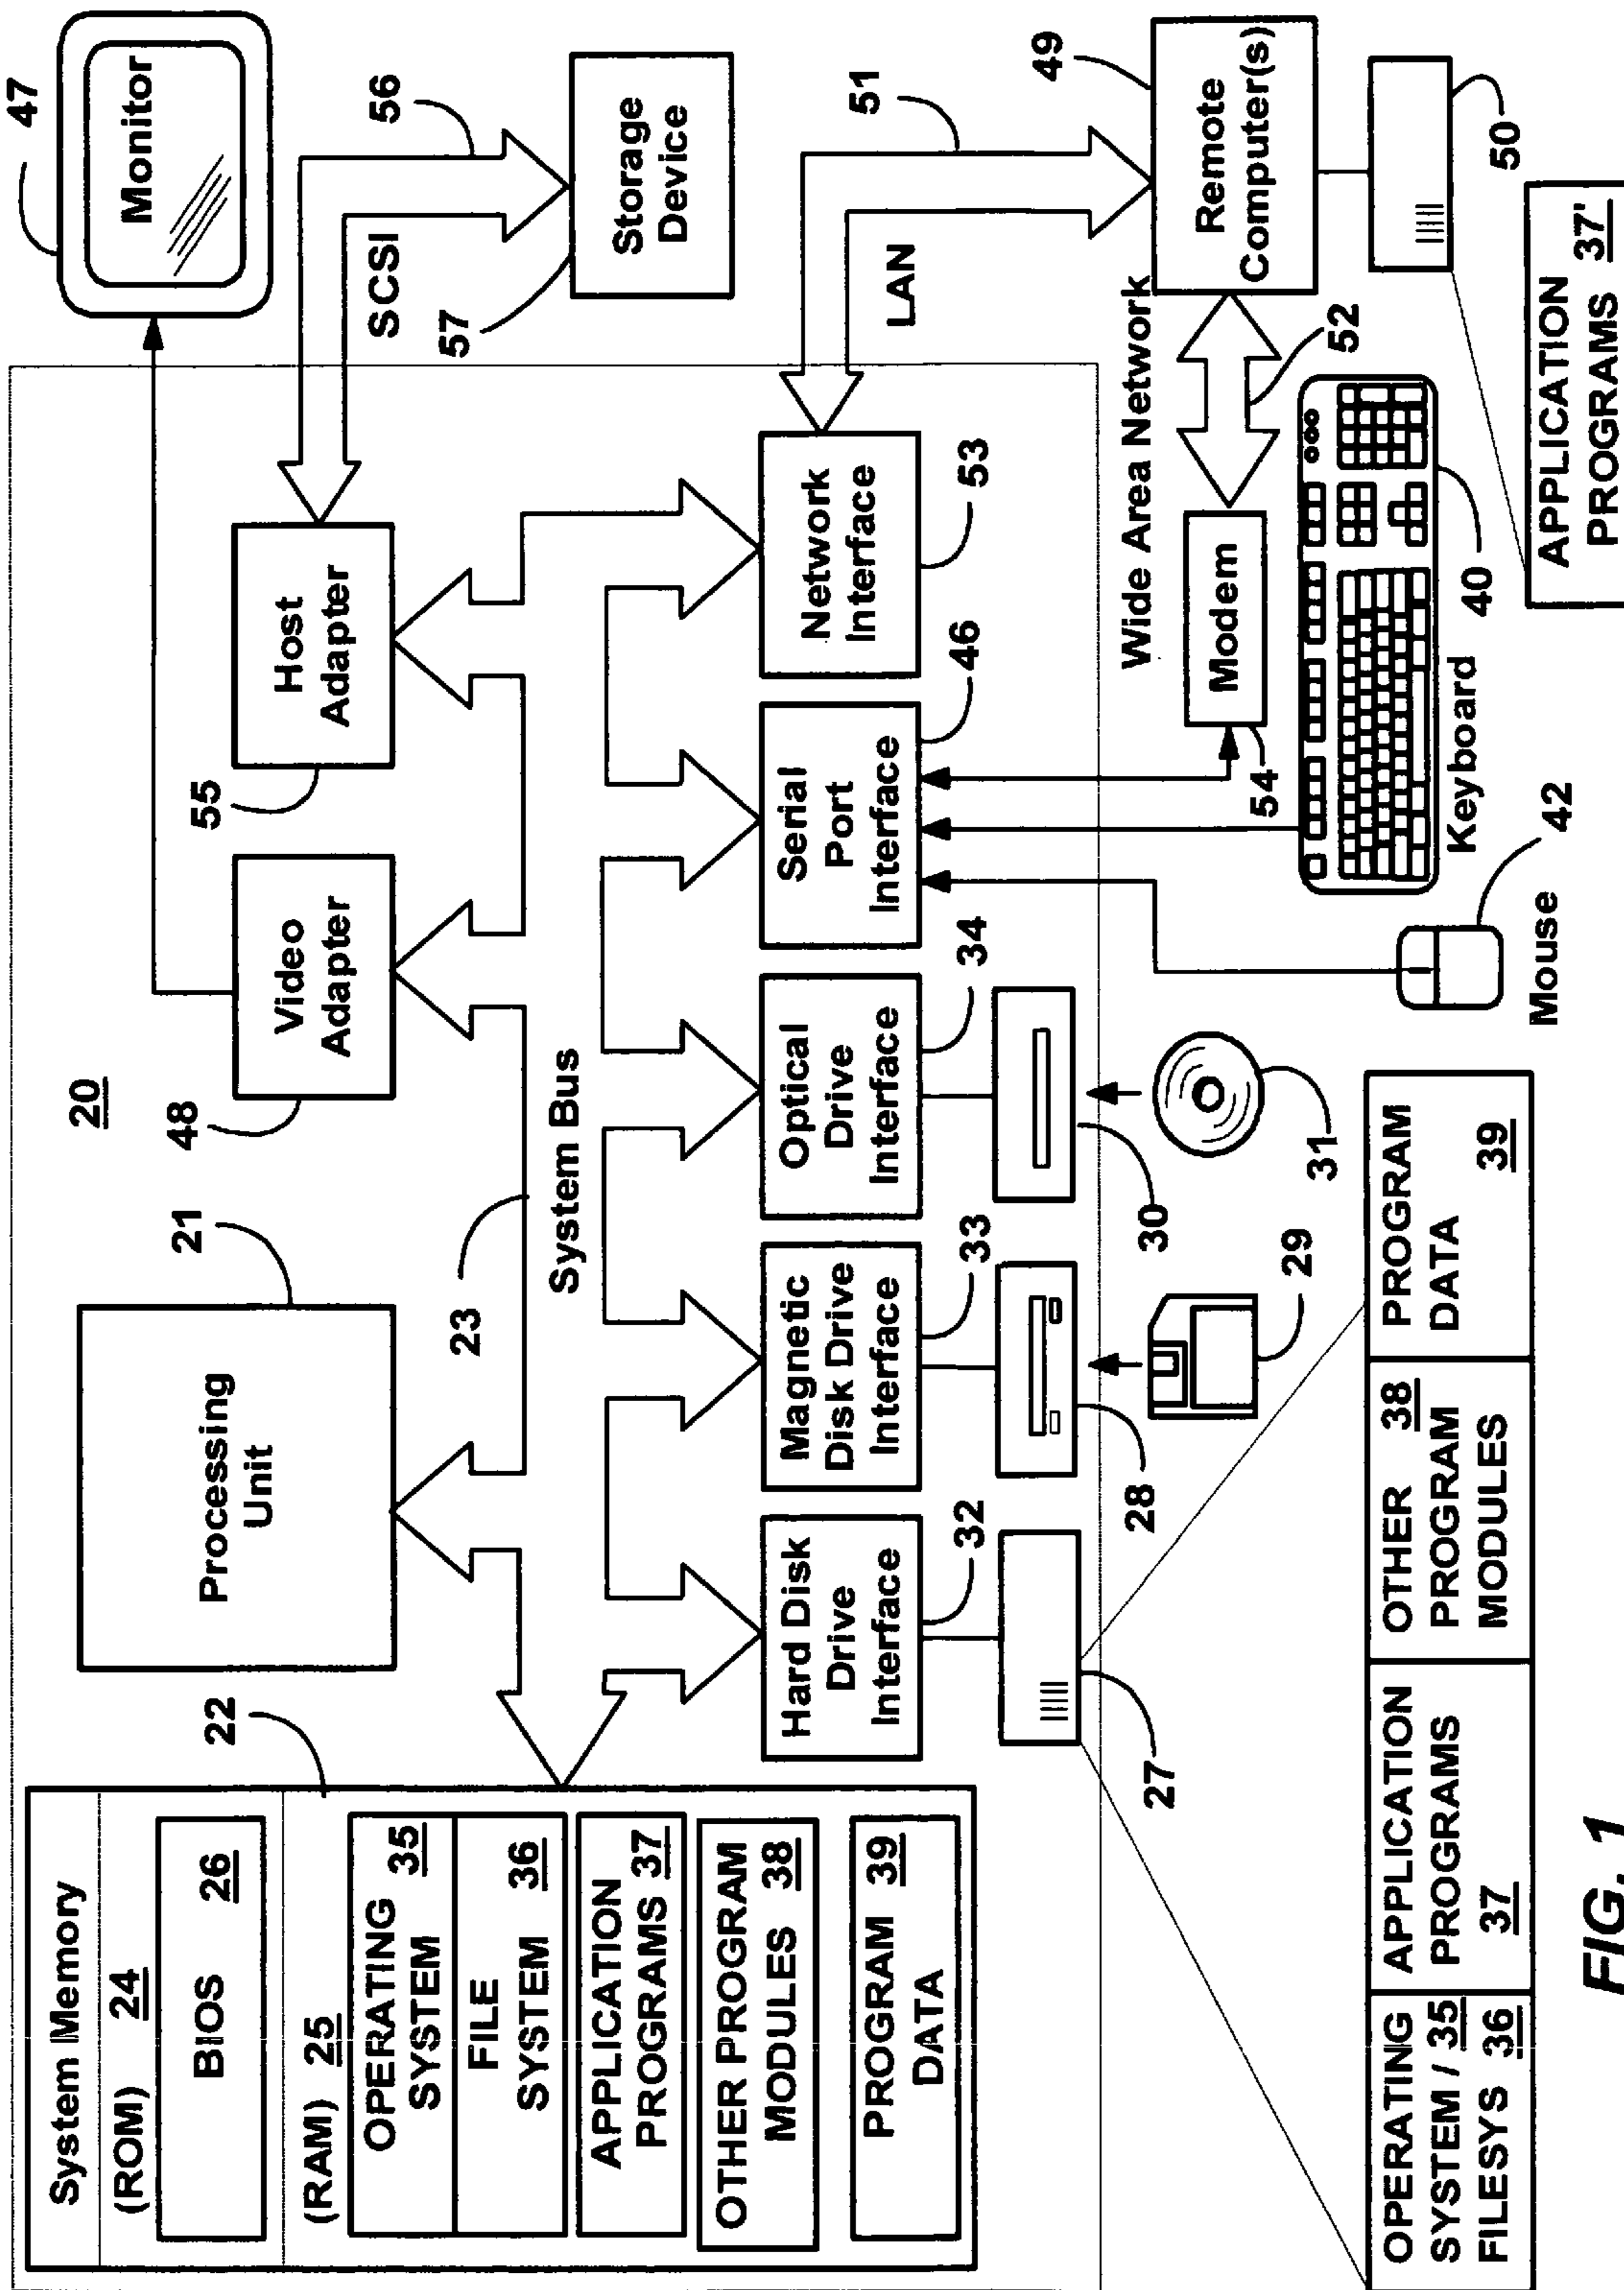 System Memory
(ROM) 24
BIOS 26
(RAM) 25
OPERATING
SYSTEM 35
FILE
SYSTEM 36
APPLICATION
PROGRAMS 37
OTHER PROGRAM
MODULES 38
PROGRAM 39
DATA
22
Processing
Unit
21
20
23
System Bus
48
Video
Adapter
55
Host
Adapter
47
Monitor
SCSI
56
57
Storage
Device
Hard Disk
Drive
Interface
32
Magnetic
Disk Drive
Interface
33
Optical
Drive
Interface
34
Serial
Port
Interface
46
Network
Interface
53
LAN
51
27
28
29
30
31
Wide Area Network
54
Modem
52
49
Remote
Computer(s)
50
Mouse
42
Keyboard
40
OPERATING
SYSTEM / 35
FILESYS 36
APPLICATION
PROGRAMS
37
OTHER 38
PROGRAM
MODULES
PROGRAM
DATA
39
APPLICATION
PROGRAMS 37'
FIG. 1